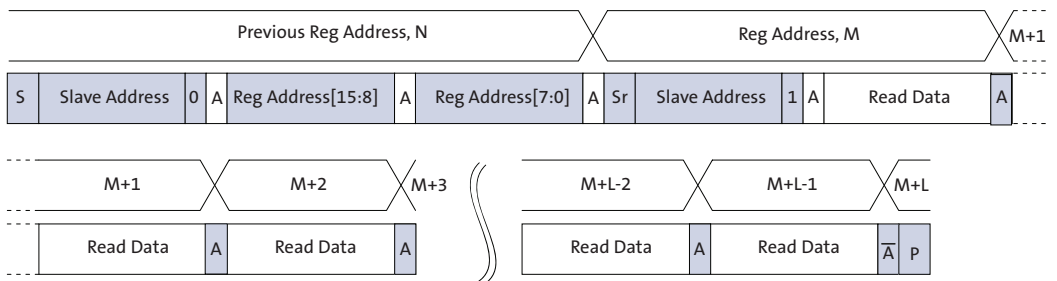 Previous Reg Address, N Reg Address, M M+1
S Slave Address 0 A Reg Address[15:8] A Reg Address[7:0] A Sr Slave Address 1 A Read Data A
M+1 M+2 M+3 M+L-2 M+L-1 M+L
Read Data A Read Data A Read Data A Read Data A̅ P